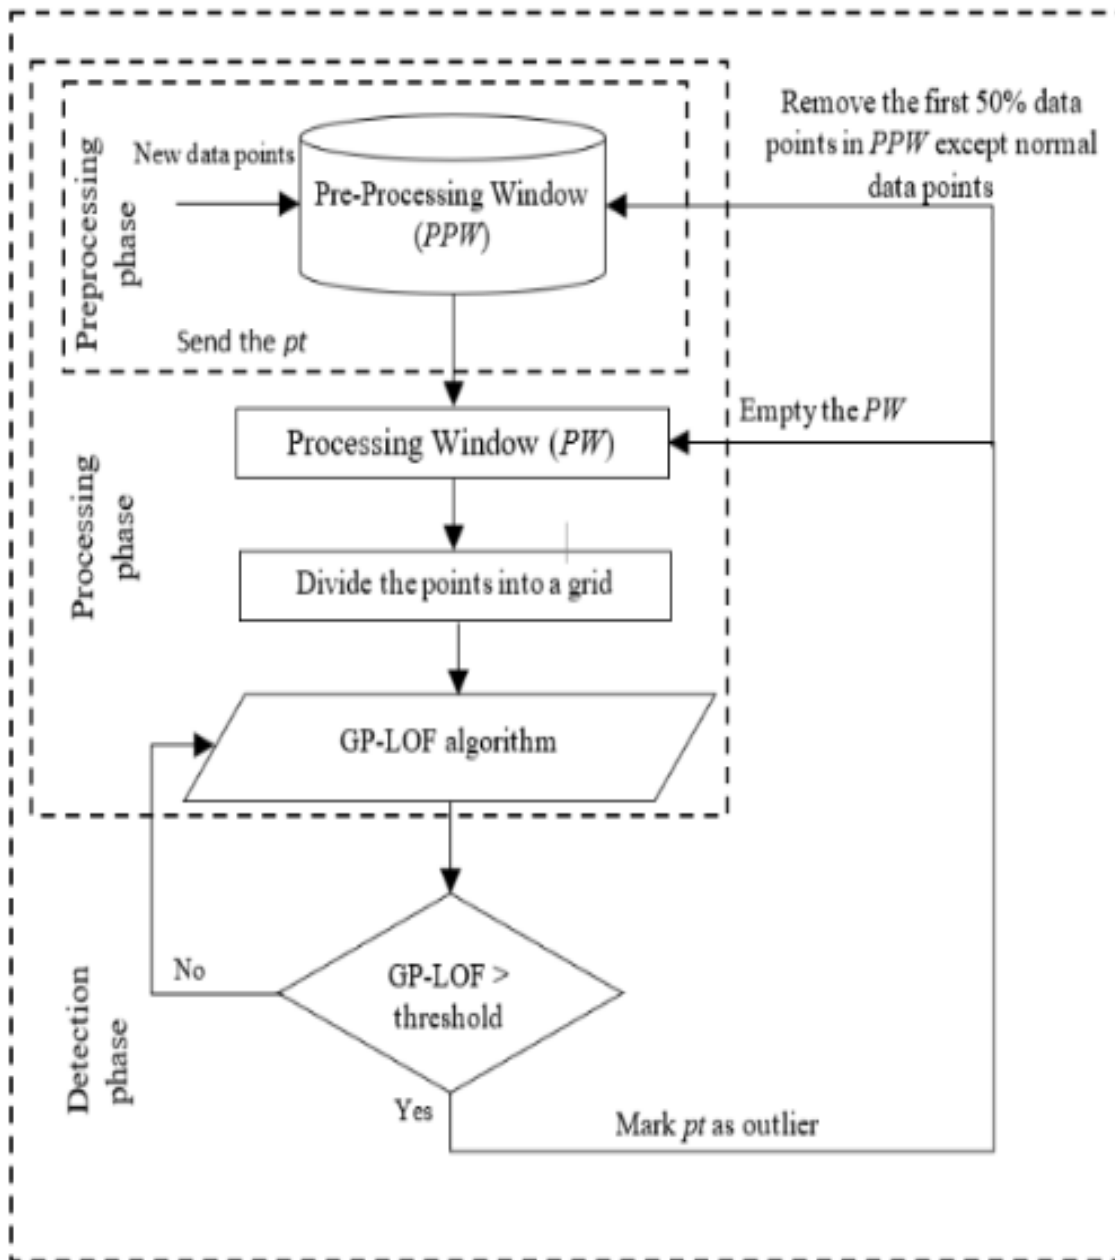 Remove the first 50% data
points in PPW except normal
data points
Preprocessing
phase
New data points
Pre-Processing Window
(PPW)
Send the pt
Empty the PW
Processing Window (PW)
Processing
phase
Divide the points into a grid
GP-LOF algorithm
No
GP-LOF >
threshold
Detection
phase
Yes
Mark pt as outlier